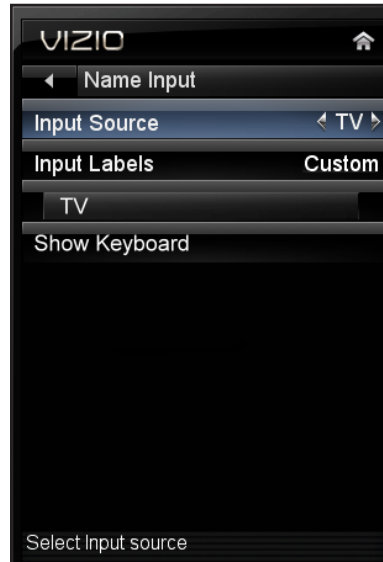 VIZIO
Name Input
Input Source TV
Input Labels Custom
TV
Show Keyboard
Select Input source